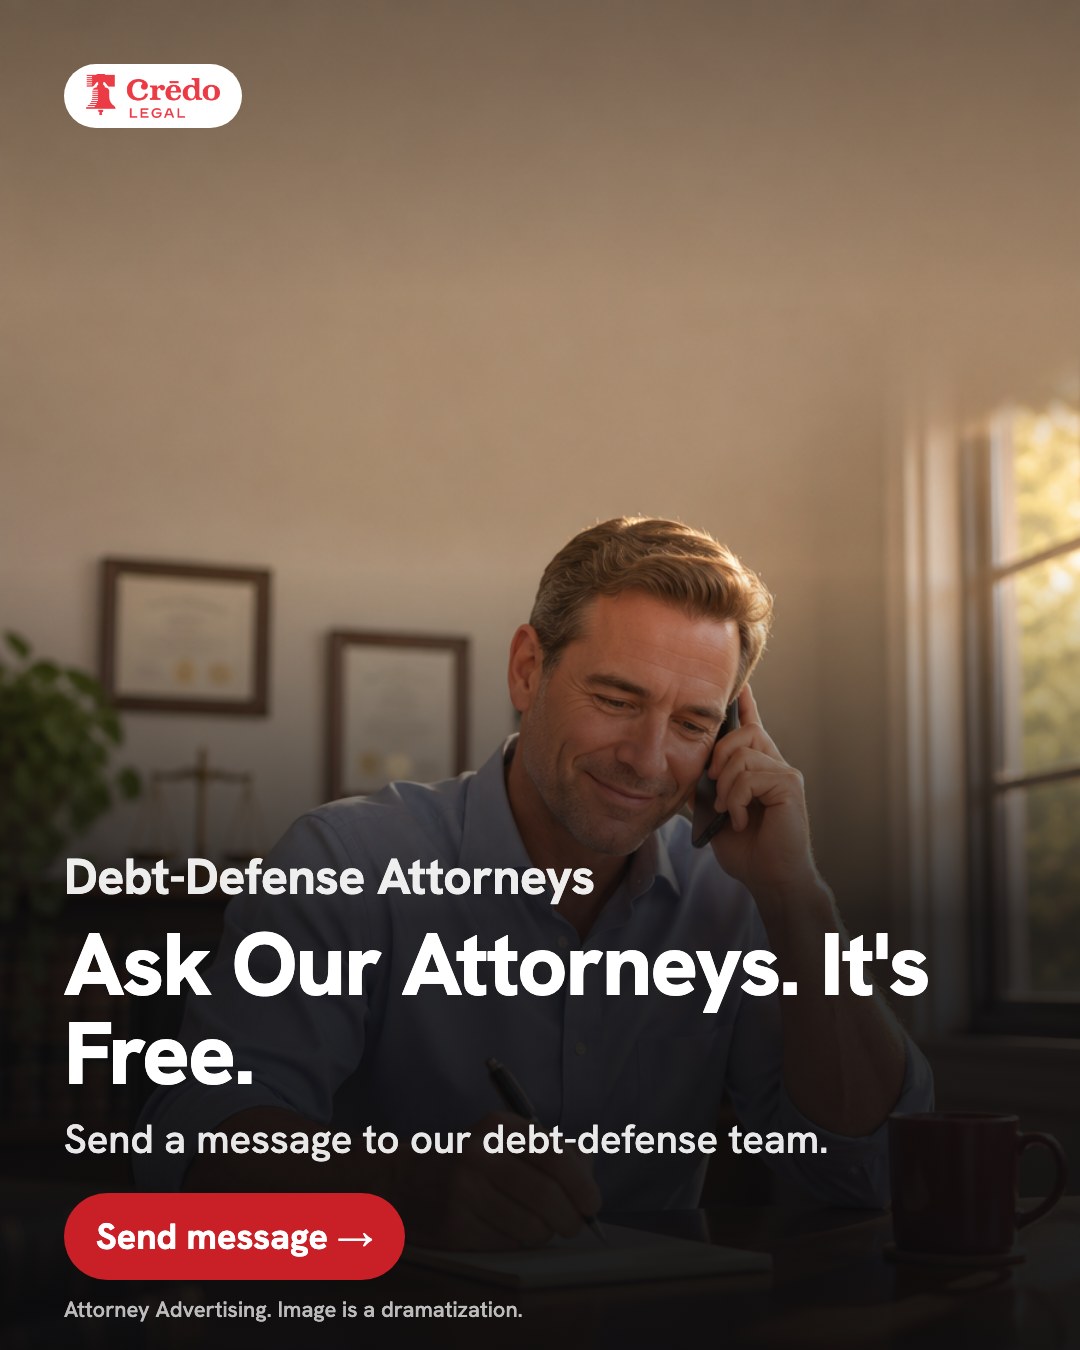 Crēdo
LEGAL
Debt-Defense Attorneys
Ask Our Attorneys. It's
Free.
Send a message to our debt-defense team.
Send message →
Attorney Advertising. Image is a dramatization.